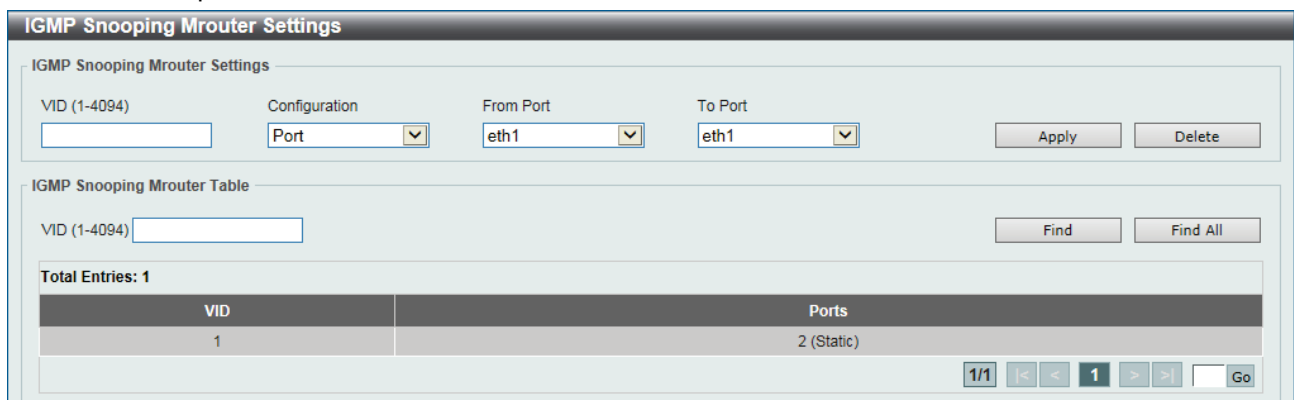 IGMP Snooping Mrouter Settings
IGMP Snooping Mrouter Settings
VID (1-4094) Configuration From Port To Port
Port eth1 eth1 Apply Delete
IGMP Snooping Mrouter Table
VID (1-4094) Find Find All
Total Entries: 1
VID Ports
1 2 (Static)
1/1 |< < 1 > >| Go